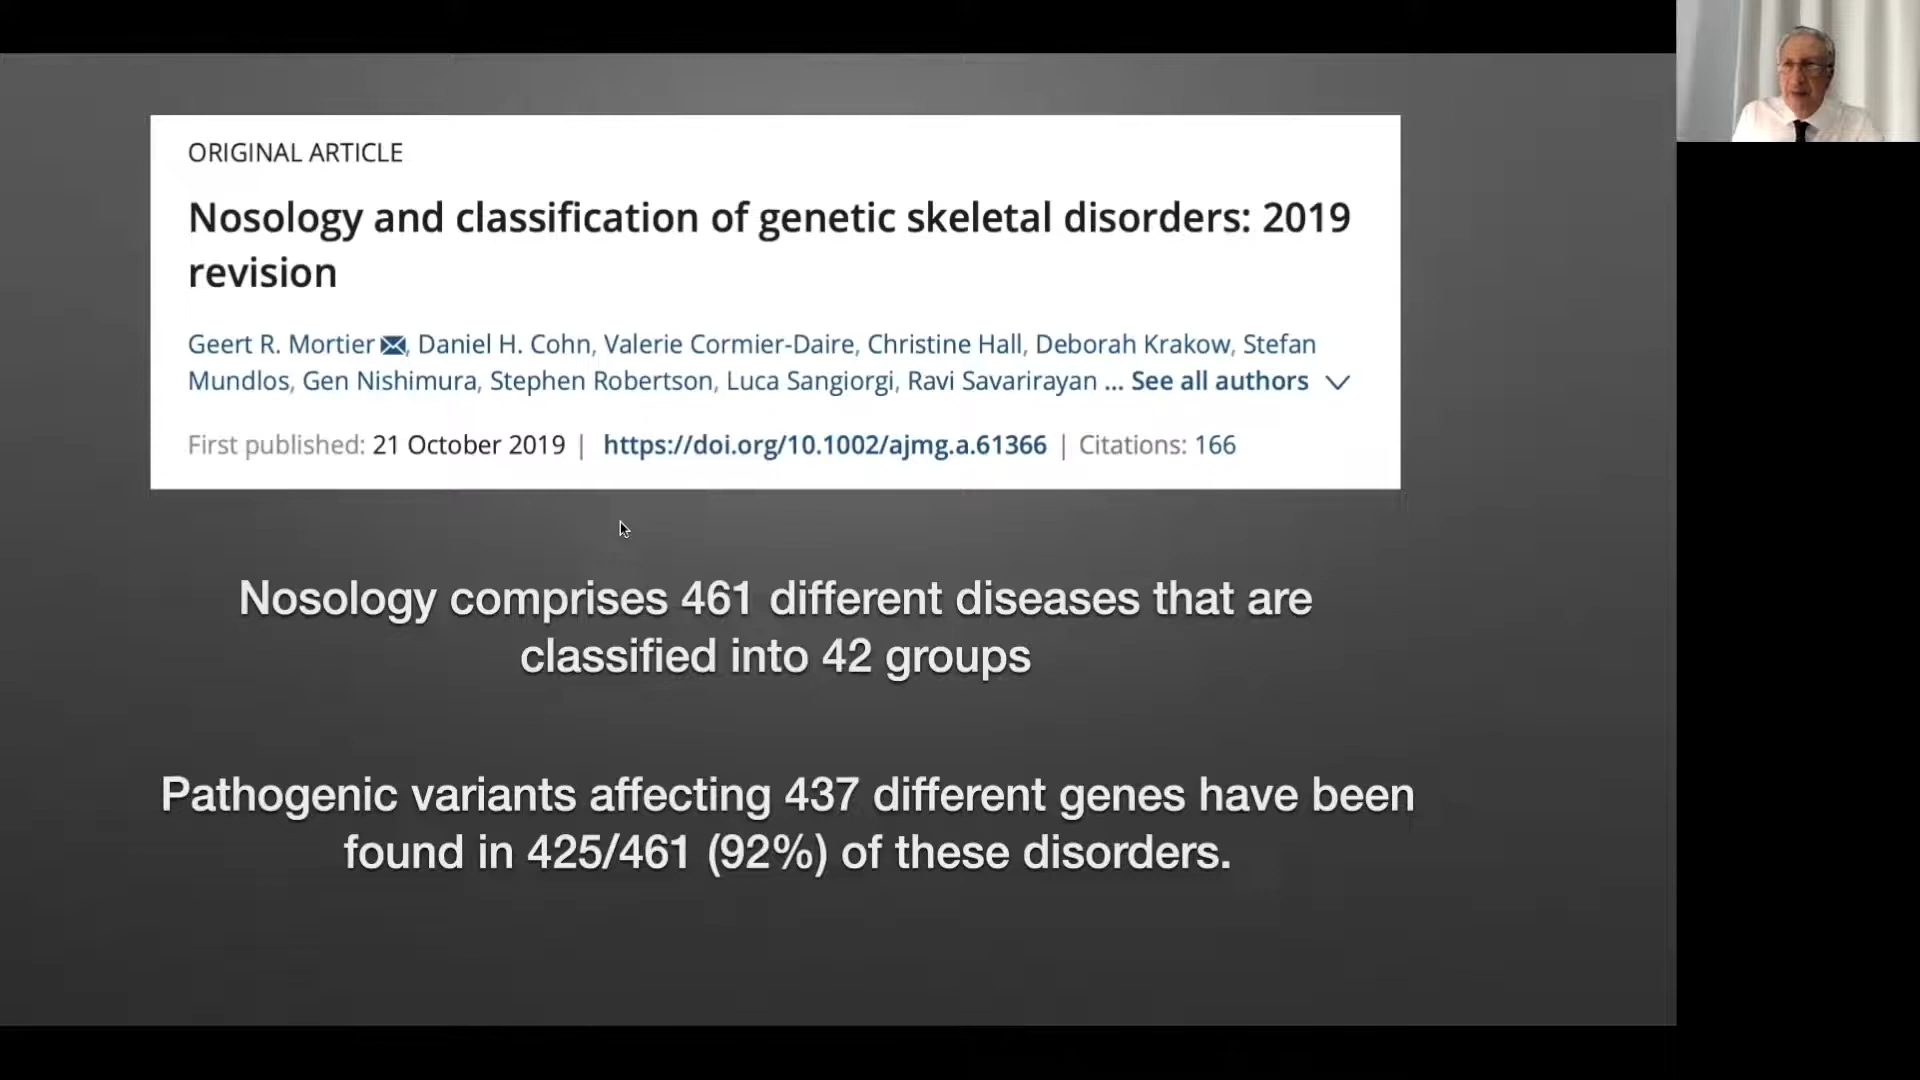 ORIGINAL ARTICLE
Nosology and classification of genetic skeletal disorders: 2019
revision
Geert R. Mortier, Daniel H. Cohn, Valerie Cormier-Daire, Christine Hall, Deborah Krakow, Stefan
Mundlos, Gen Nishimura, Stephen Robertson, Luca Sangiorgi, Ravi Savarirayan ... See all authors
First published: 21 October 2019 | https://doi.org/10.1002/ajmg.a.61366 | Citations: 166
Nosology comprises 461 different diseases that are
classified into 42 groups
Pathogenic variants affecting 437 different genes have been
found in 425/461 (92%) of these disorders.